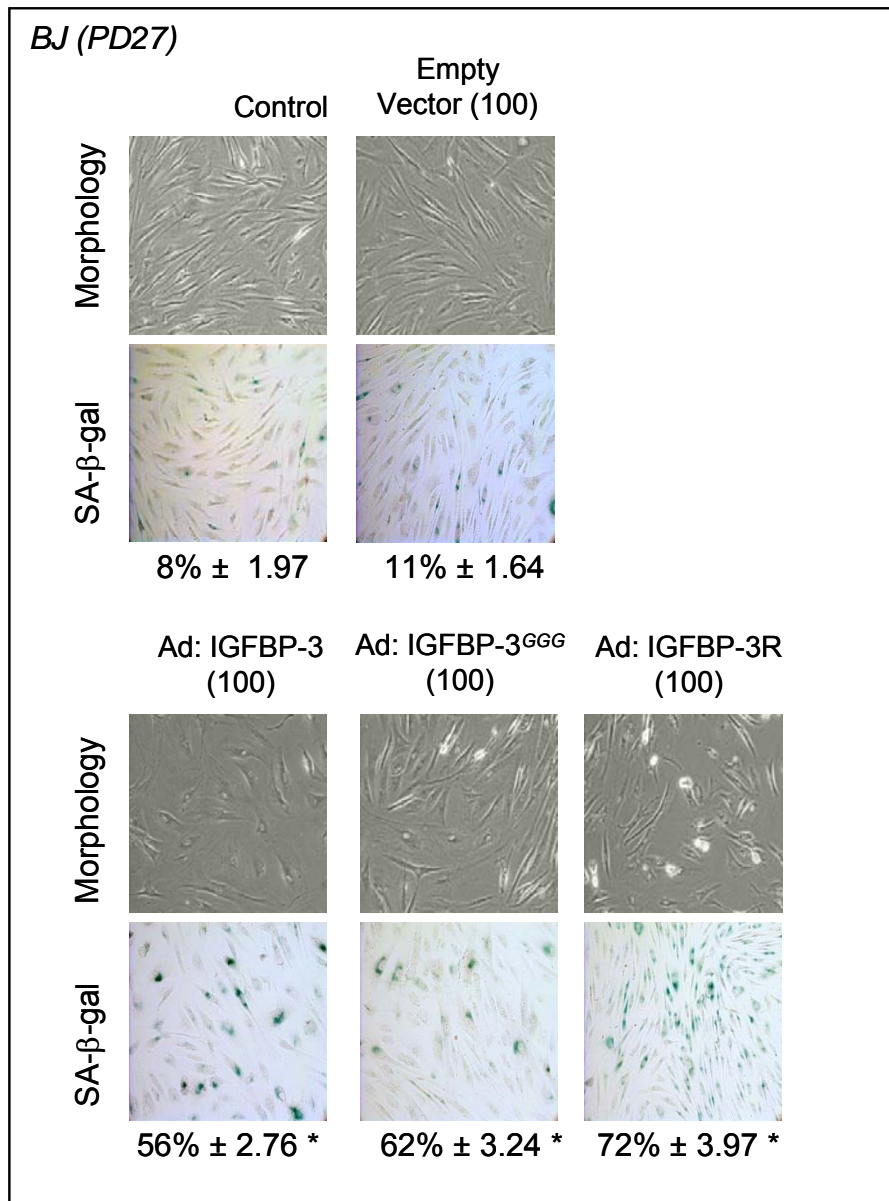 BJ (PD27)
Control
Empty
Vector (100)
Morphology
SA-β-gal
8% ± 1.97
11% ± 1.64
Ad: IGFBP-3
(100)
Ad: IGFBP-3GGG
(100)
Ad: IGFBP-3R
(100)
Morphology
SA-β-gal
56% ± 2.76 *
62% ± 3.24 *
72% ± 3.97 *